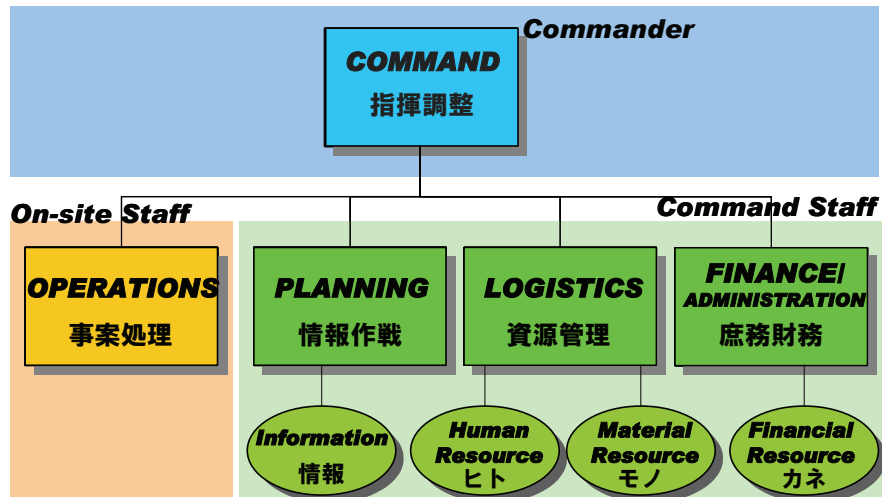 Commander
COMMAND
指揮調整
On-site Staff
Command Staff
OPERATIONS
事案処理
PLANNING
情報作戦
LOGISTICS
資源管理
FINANCE/
ADMINISTRATION
庶務財務
Information
情報
Human
Resource
ヒト
Material
Resource
モノ
Financial
Resource
カネ